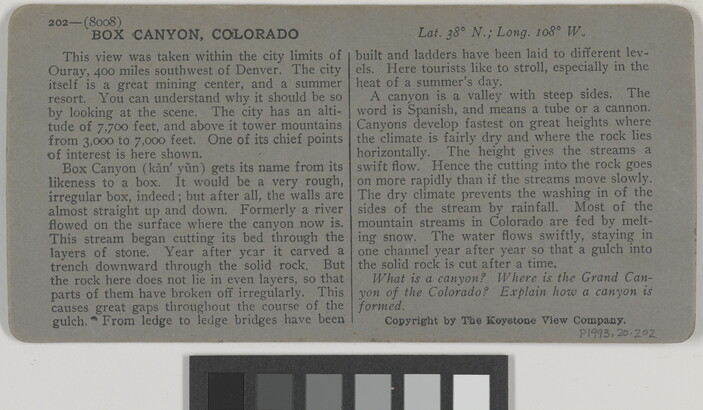 202—(8008)
BOX CANYON, COLORADO
Lat. 38° N.; Long. 108° W.
This view was taken within the city limits of
Ouray, 400 miles southwest of Denver. The city
itself is a great mining center, and a summer
resort. You can understand why it should be so
by looking at the scene. The city has an alti-
tude of 7,700 feet, and above it tower mountains
from 3,000 to 7,000 feet. One of its chief points
of interest is here shown.
Box Canyon (kăn′ yŭn) gets its name from its
likeness to a box. It would be a very rough,
irregular box, indeed; but after all, the walls are
almost straight up and down. Formerly a river
flowed on the surface where the canyon now is.
This stream began cutting its bed through the
layers of stone. Year after year it carved a
trench downward through the solid rock. But
the rock here does not lie in even layers, so that
parts of them have broken off irregularly. This
causes great gaps throughout the course of the
gulch. From ledge to ledge bridges have been
built and ladders have been laid to different lev-
els. Here tourists like to stroll, especially in the
heat of a summer's day.
A canyon is a valley with steep sides. The
word is Spanish, and means a tube or a cannon.
Canyons develop fastest on great heights where
the climate is fairly dry and where the rock lies
horizontally. The height gives the streams a
swift flow. Hence the cutting into the rock goes
on more rapidly than if the streams move slowly.
The dry climate prevents the washing in of the
sides of the stream by rainfall. Most of the
mountain streams in Colorado are fed by melt-
ing snow. The water flows swiftly, staying in
one channel year after year so that a gulch into
the solid rock is cut after a time.
What is a canyon? Where is the Grand Can-
yon of the Colorado? Explain how a canyon is
formed.
Copyright by The Keystone View Company.
P1993.20.202